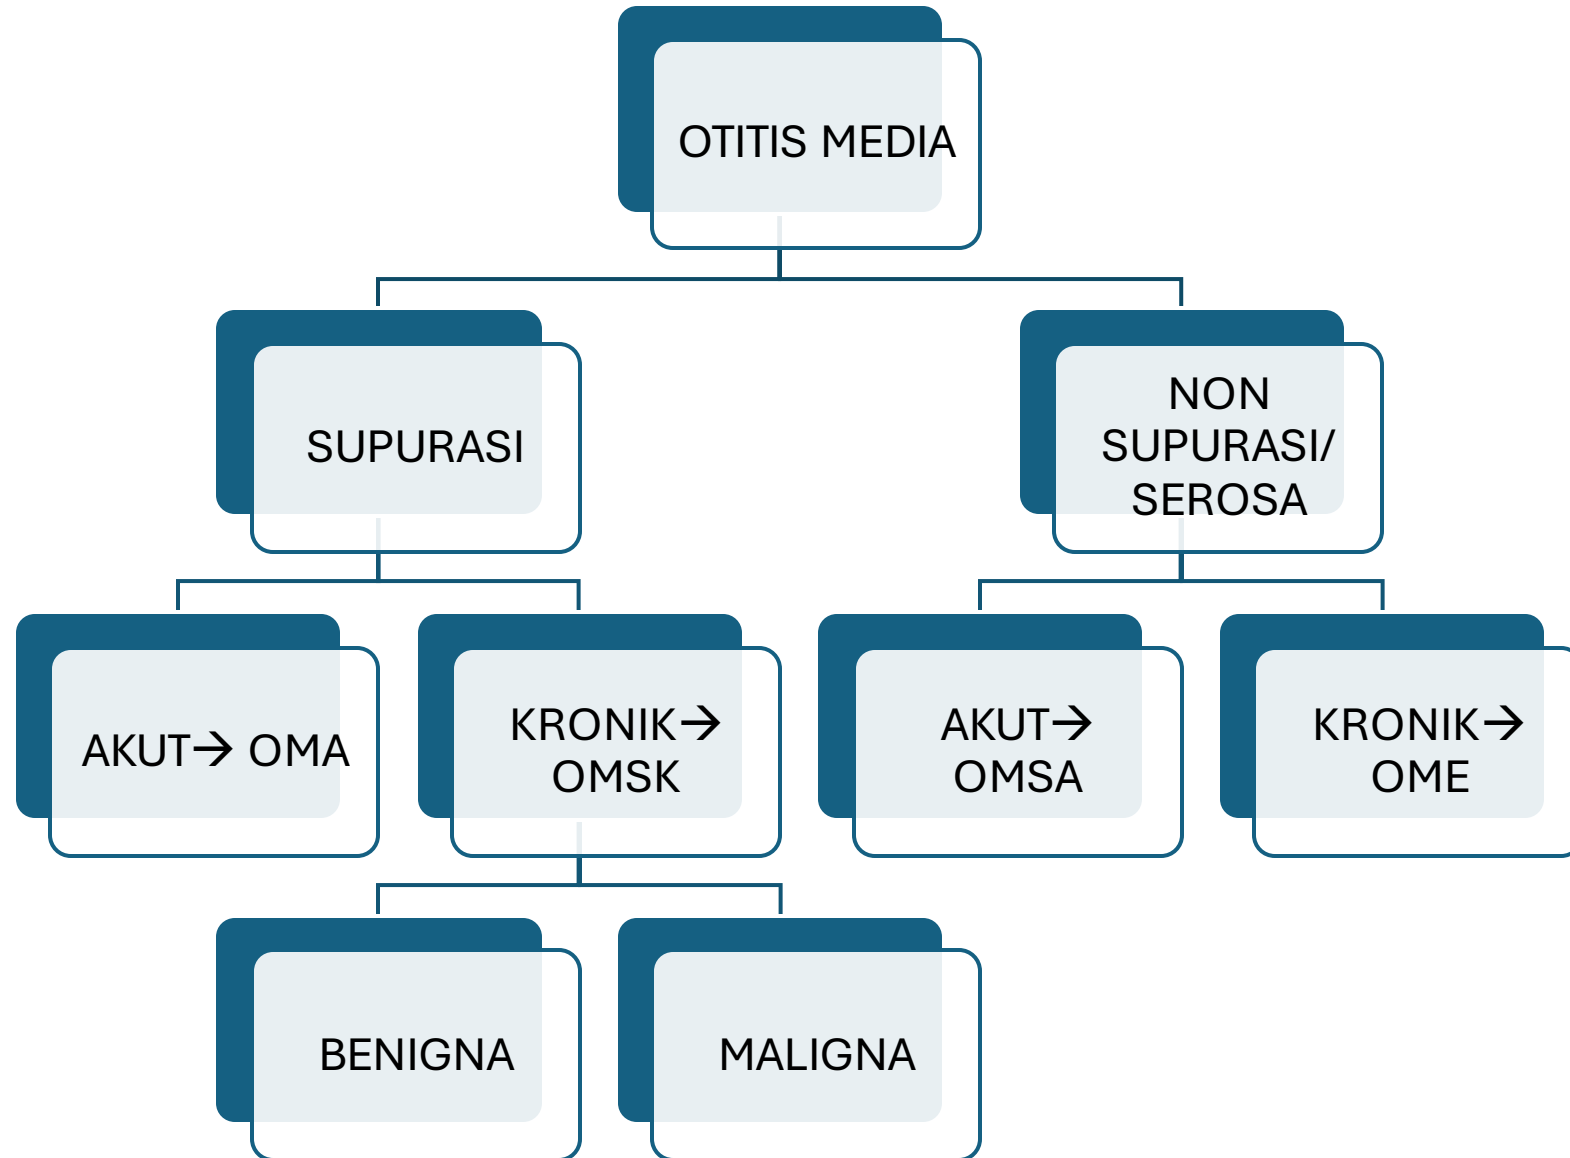 OTITIS MEDIA
SUPURASI
NON
SUPURASI/
SEROSA
AKUT→ OMA
KRONIK→
OMSK
AKUT→
OMSA
KRONIK→
OME
BENIGNA
MALIGNA